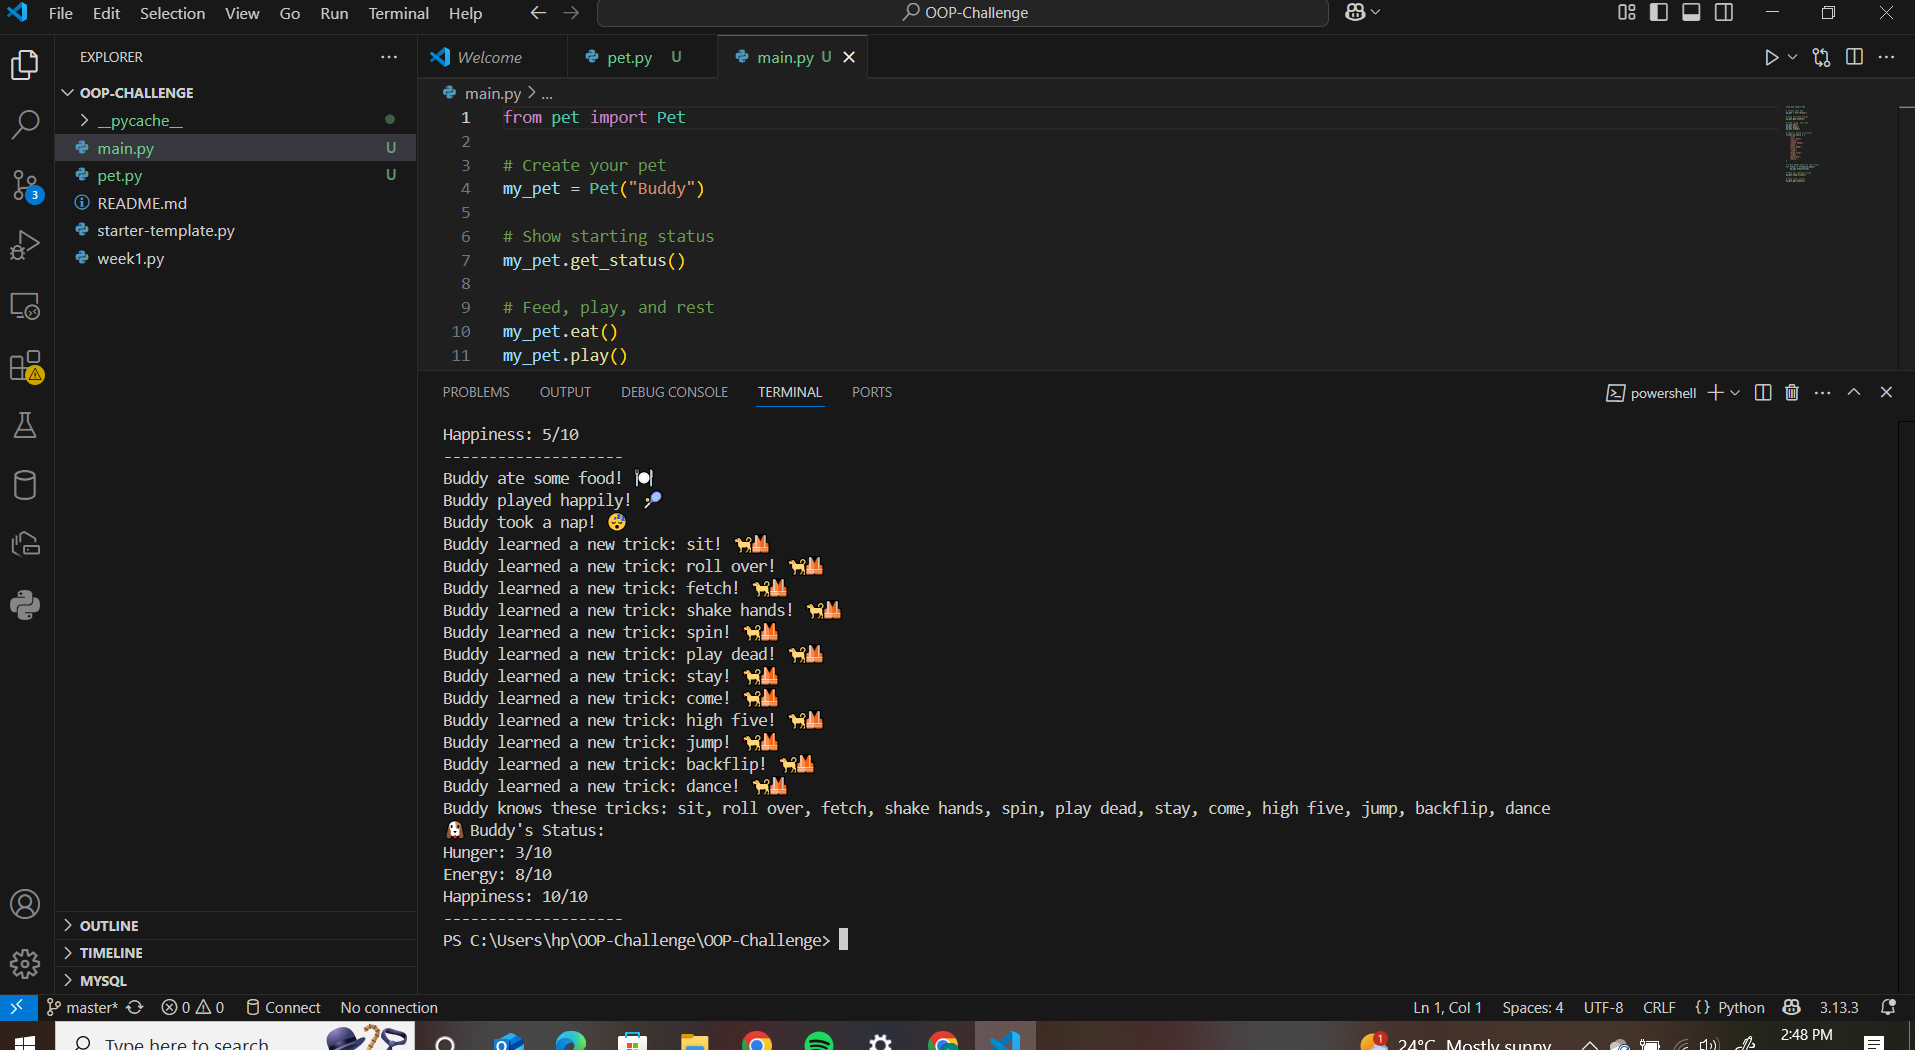 File Edit Selection View Go Run Terminal Help
OOP-Challenge
EXPLORER
OOP-CHALLENGE
__pycache__
main.py U
pet.py U
README.md
starter-template.py
week1.py
3
OUTLINE
TIMELINE
MYSQL
Welcome
pet.py U
main.py U
main.py > ...
1 from pet import Pet
2
3 # Create your pet
4 my_pet = Pet("Buddy")
5
6 # Show starting status
7 my_pet.get_status()
8
9 # Feed, play, and rest
10 my_pet.eat()
11 my_pet.play()
PROBLEMS OUTPUT DEBUG CONSOLE TERMINAL PORTS
powershell
Happiness: 5/10
--------------------
Buddy ate some food! 🍽️
Buddy played happily! 🎾
Buddy took a nap! 😴
Buddy learned a new trick: sit! 🐕‍🦺
Buddy learned a new trick: roll over! 🐕‍🦺
Buddy learned a new trick: fetch! 🐕‍🦺
Buddy learned a new trick: shake hands! 🐕‍🦺
Buddy learned a new trick: spin! 🐕‍🦺
Buddy learned a new trick: play dead! 🐕‍🦺
Buddy learned a new trick: stay! 🐕‍🦺
Buddy learned a new trick: come! 🐕‍🦺
Buddy learned a new trick: high five! 🐕‍🦺
Buddy learned a new trick: jump! 🐕‍🦺
Buddy learned a new trick: backflip! 🐕‍🦺
Buddy learned a new trick: dance! 🐕‍🦺
Buddy knows these tricks: sit, roll over, fetch, shake hands, spin, play dead, stay, come, high five, jump, backflip, dance
🐶 Buddy's Status:
Hunger: 3/10
Energy: 8/10
Happiness: 10/10
--------------------
PS C:\Users\hp\OOP-Challenge\OOP-Challenge>
master* 0 0 Connect No connection
Ln 1, Col 1 Spaces: 4 UTF-8 CRLF {} Python 3.13.3
Type here to search
1
24°C Mostly sunny
2:48 PM